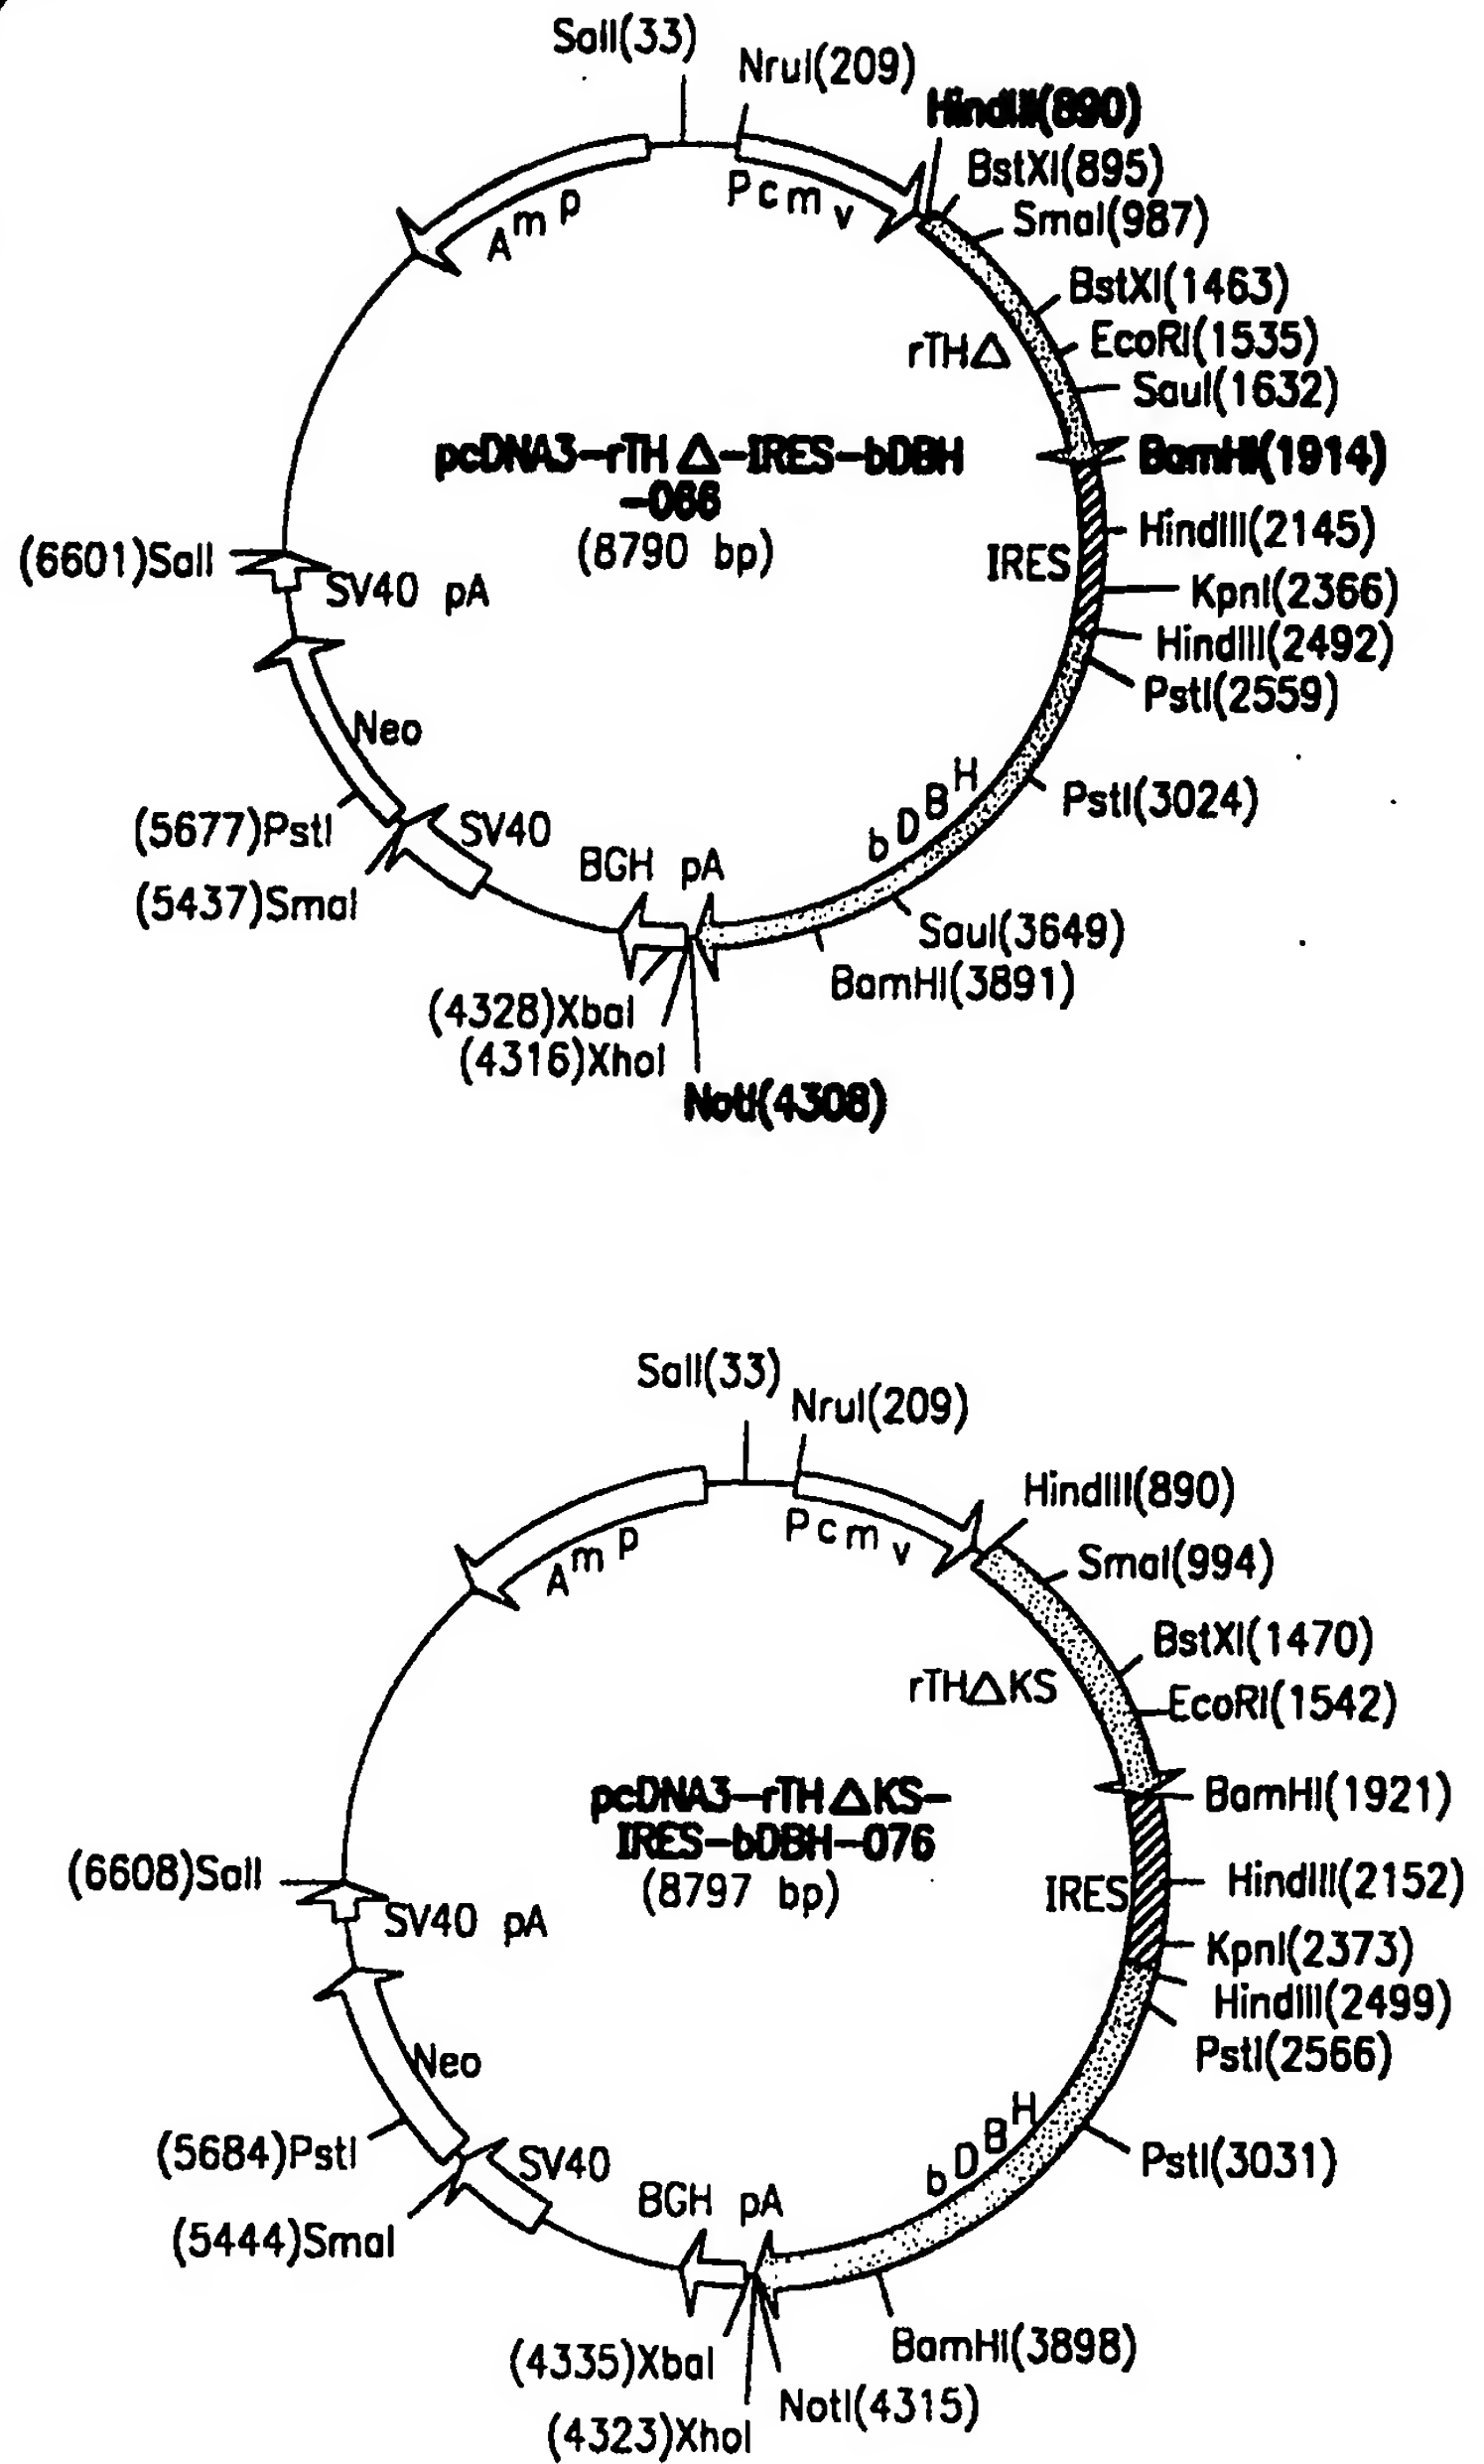 SalI(33)
NruI(209)
HindIII(890)
BstXI(895)
SmaI(987)
BstXI(1463)
EcoRI(1535)
SauI(1632)
BamHI(1914)
HindIII(2145)
KpnI(2366)
HindIII(2492)
PstI(2559)
PstI(3024)
SauI(3649)
BamHI(3891)
NotI(4308)
(4316)XhoI
(4328)XbaI
(5437)SmaI
(5677)PstI
(6601)SalI
Amp
Pcmv
rTHΔ
pcDNA3-rTHΔ-IRES-bDBH
-066
(8790 bp)
IRES
SV40 pA
Neo
SV40
BGH pA
bDBH
SalI(33)
NruI(209)
HindIII(890)
SmaI(994)
BstXI(1470)
EcoRI(1542)
BamHI(1921)
HindIII(2152)
KpnI(2373)
HindIII(2499)
PstI(2566)
PstI(3031)
BamHI(3898)
NotI(4315)
(4323)XhoI
(4335)XbaI
(5444)SmaI
(5684)PstI
(6608)SalI
Amp
Pcmv
rTHΔKS
pcDNA3-rTHΔKS-
IRES-bDBH-076
(8797 bp)
IRES
SV40 pA
Neo
SV40
BGH pA
bDBH